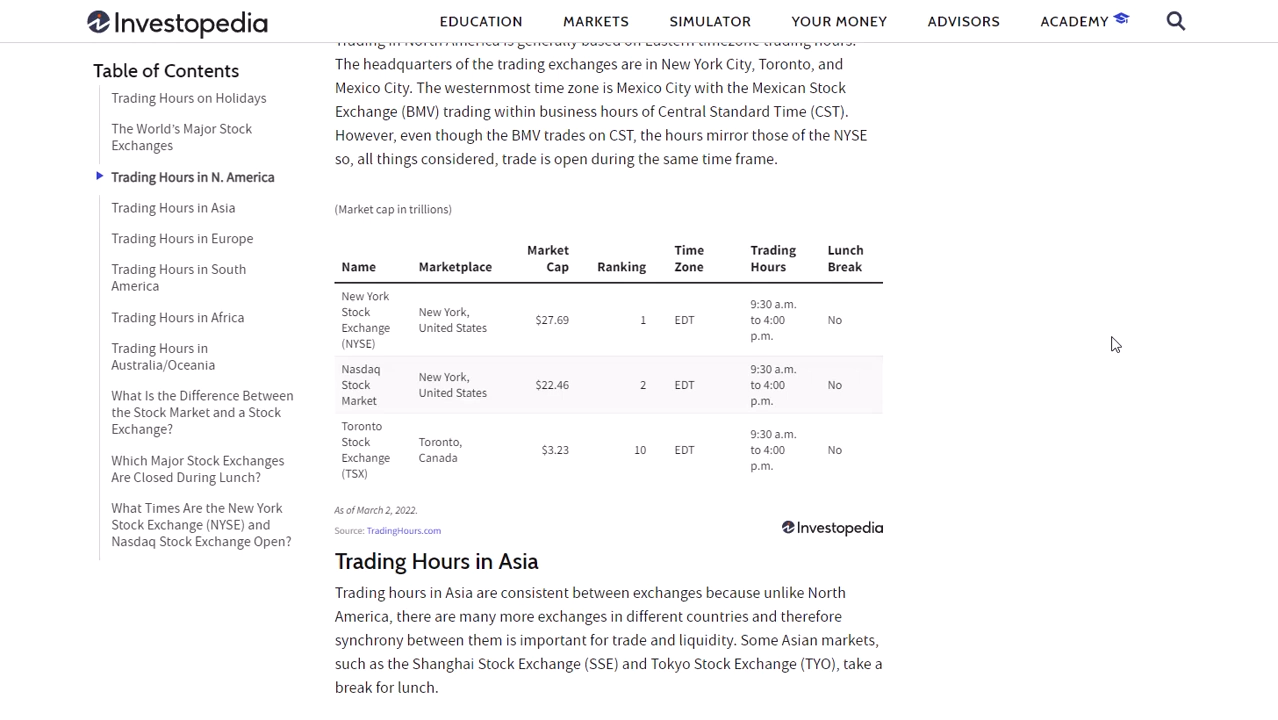 Investopedia
EDUCATION MARKETS SIMULATOR YOUR MONEY ADVISORS ACADEMY
Table of Contents
Trading Hours on Holidays
The World's Major Stock
Exchanges
Trading Hours in N. America
Trading Hours in Asia
Trading Hours in Europe
Trading Hours in South
America
Trading Hours in Africa
Trading Hours in
Australia/Oceania
What Is the Difference Between
the Stock Market and a Stock
Exchange?
Which Major Stock Exchanges
Are Closed During Lunch?
What Times Are the New York
Stock Exchange (NYSE) and
Nasdaq Stock Exchange Open?
Trading in North America is generally based on Eastern timezone trading hours.
The headquarters of the trading exchanges are in New York City, Toronto, and
Mexico City. The westernmost time zone is Mexico City with the Mexican Stock
Exchange (BMV) trading within business hours of Central Standard Time (CST).
However, even though the BMV trades on CST, the hours mirror those of the NYSE
so, all things considered, trade is open during the same time frame.
(Market cap in trillions)
Name Marketplace Market Cap Ranking Time Zone Trading Hours Lunch Break
New York Stock Exchange (NYSE) New York, United States $27.69 1 EDT 9:30 a.m. to 4:00 p.m. No
Nasdaq Stock Market New York, United States $22.46 2 EDT 9:30 a.m. to 4:00 p.m. No
Toronto Stock Exchange (TSX) Toronto, Canada $3.23 10 EDT 9:30 a.m. to 4:00 p.m. No
As of March 2, 2022.
Source: TradingHours.com
Investopedia
Trading Hours in Asia
Trading hours in Asia are consistent between exchanges because unlike North
America, there are many more exchanges in different countries and therefore
synchrony between them is important for trade and liquidity. Some Asian markets,
such as the Shanghai Stock Exchange (SSE) and Tokyo Stock Exchange (TYO), take a
break for lunch.